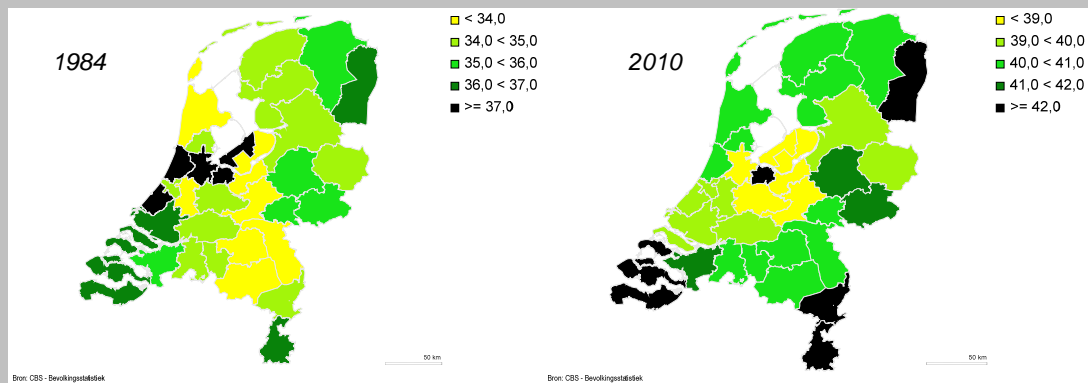 1984
< 34,0
34,0 < 35,0
35,0 < 36,0
36,0 < 37,0
>= 37,0
50 km
Bron: CBS - Bevolkingsstatistiek
2010
< 39,0
39,0 < 40,0
40,0 < 41,0
41,0 < 42,0
>= 42,0
50 km
Bron: CBS - Bevolkingsstatistiek